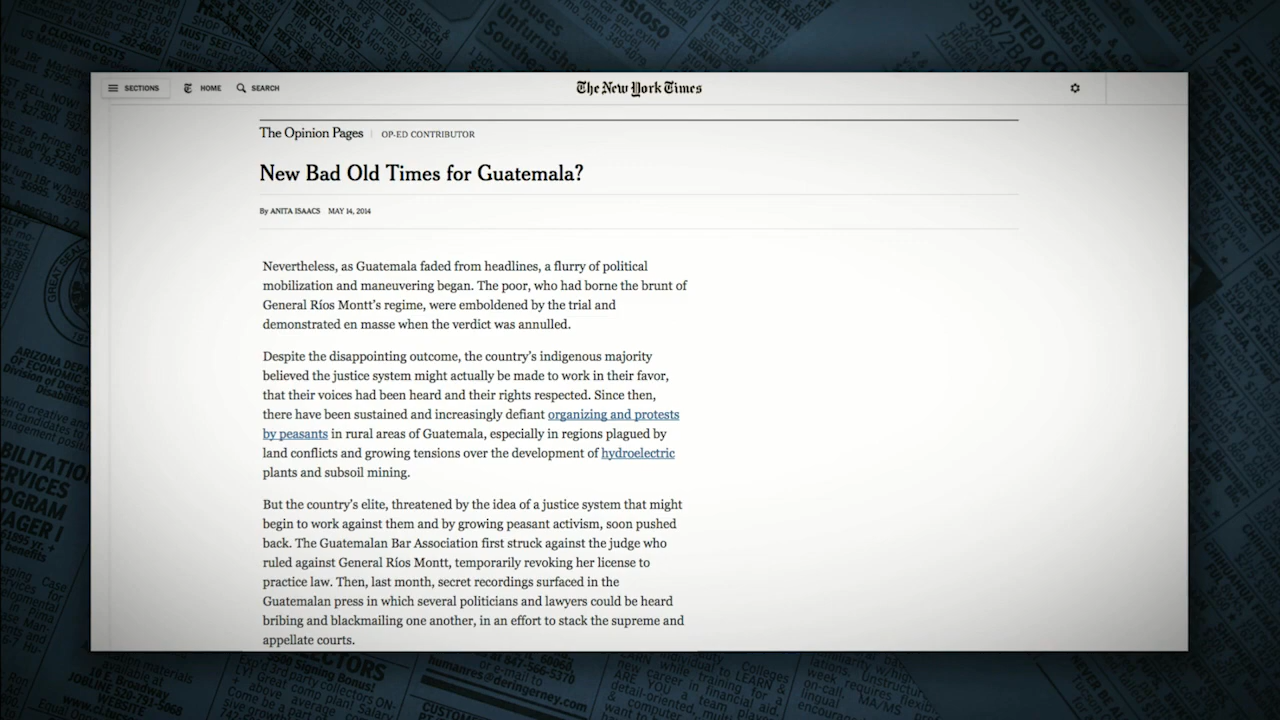 SECTIONS HOME SEARCH The New York Times
The Opinion Pages | OP-ED CONTRIBUTOR
New Bad Old Times for Guatemala?
By ANITA ISAACS MAY 14, 2014
Nevertheless, as Guatemala faded from headlines, a flurry of political
mobilization and maneuvering began. The poor, who had borne the brunt of
General Ríos Montt's regime, were emboldened by the trial and
demonstrated en masse when the verdict was annulled.
Despite the disappointing outcome, the country's indigenous majority
believed the justice system might actually be made to work in their favor,
that their voices had been heard and their rights respected. Since then,
there have been sustained and increasingly defiant organizing and protests
by peasants in rural areas of Guatemala, especially in regions plagued by
land conflicts and growing tensions over the development of hydroelectric
plants and subsoil mining.
But the country's elite, threatened by the idea of a justice system that might
begin to work against them and by growing peasant activism, soon pushed
back. The Guatemalan Bar Association first struck against the judge who
ruled against General Ríos Montt, temporarily revoking her license to
practice law. Then, last month, secret recordings surfaced in the
Guatemalan press in which several politicians and lawyers could be heard
bribing and blackmailing one another, in an effort to stack the supreme and
appellate courts.